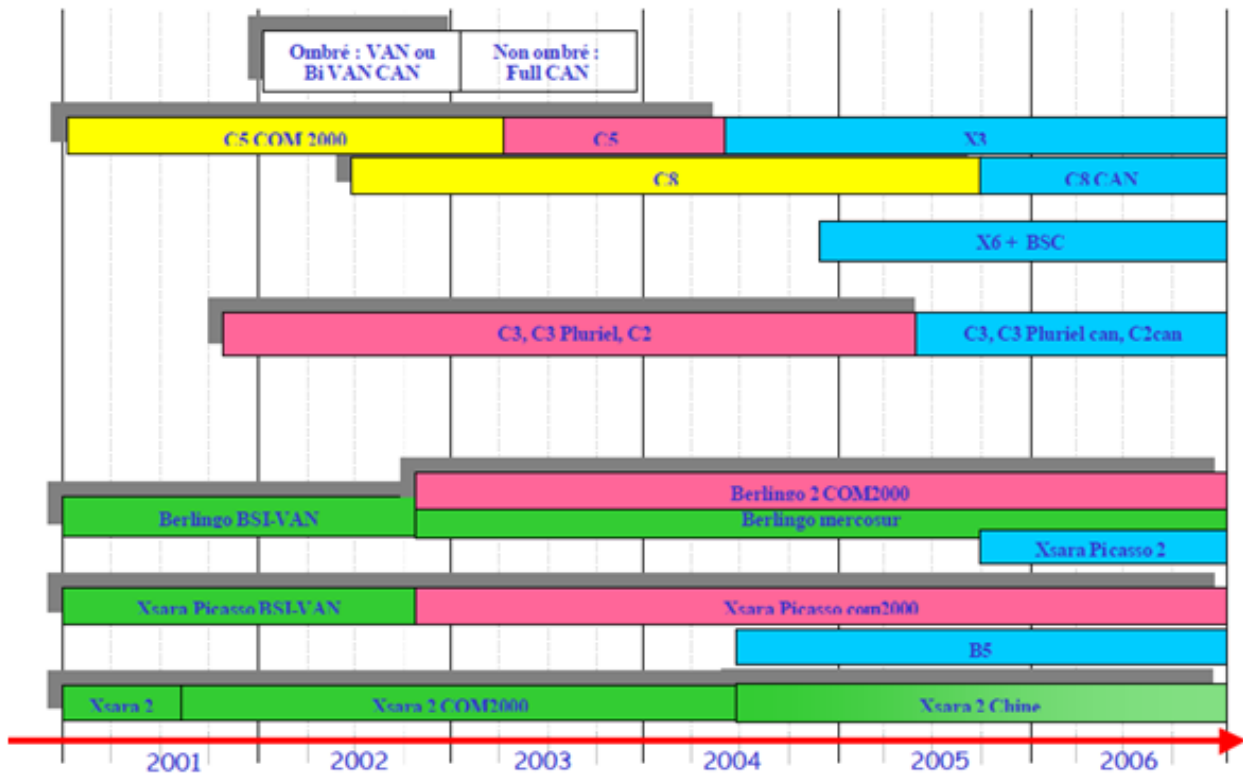 Ombré : VAN ou
Bi VAN CAN
Non ombré :
Full CAN
C5 COM 2000
C5
X3
C8
C8 CAN
X6 + BSC
C3, C3 Pluriel, C2
C3, C3 Pluriel can, C2can
Berlingo 2 COM2000
Berlingo BSI-VAN
Berlingo mercosur
Xsara Picasso 2
Xsara Picasso BSI-VAN
Xsara Picasso com2000
B5
Xsara 2
Xsara 2 COM2000
Xsara 2 Chine
2001
2002
2003
2004
2005
2006